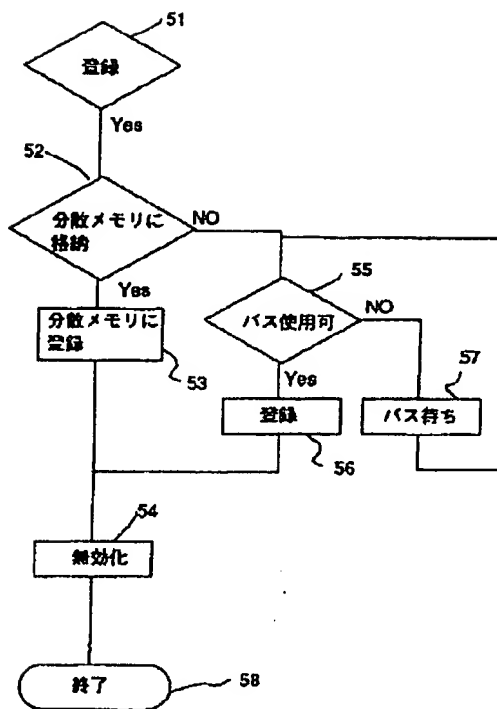 51
登録
Yes
52
分散メモリに
格納
NO
Yes
分散メモリに
登録
53
55
バス使用可
NO
Yes
登録
56
57
バス待ち
54
無効化
終了
58